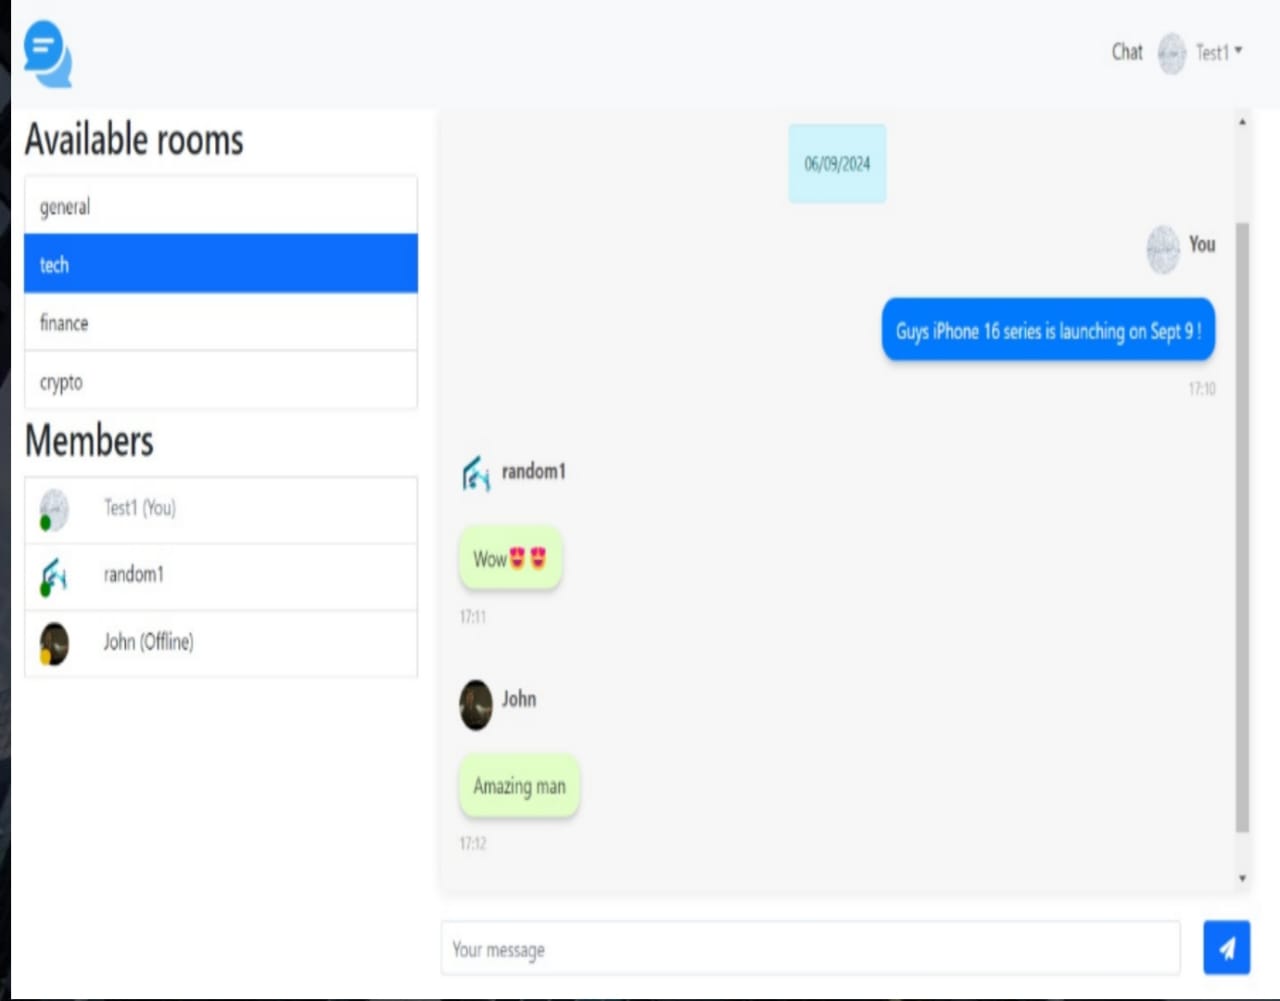 Chat Test1
Available rooms
general
tech
finance
crypto
Members
Test1 (You)
random1
John (Offline)
06/09/2024
You
Guys iPhone 16 series is launching on Sept 9 !
17:10
random1
Wow😍😍
17:11
John
Amazing man
17:12
Your message